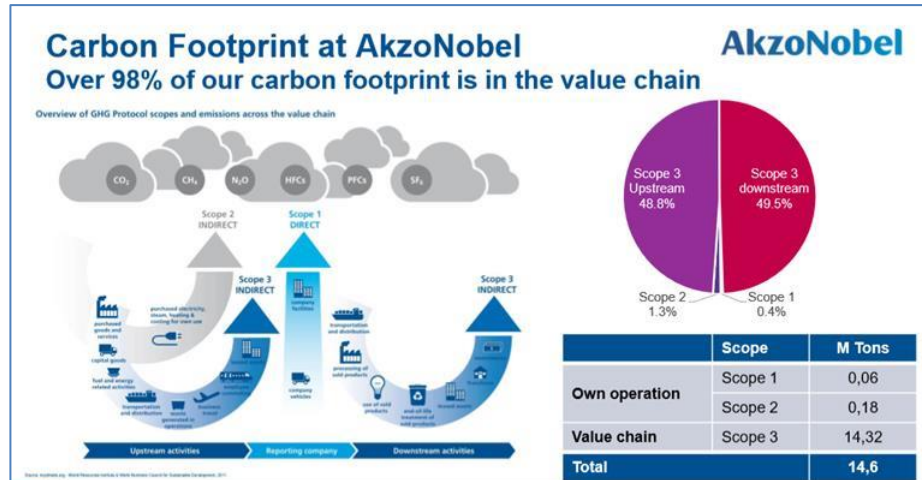 Carbon Footprint at AkzoNobel
Over 98% of our carbon footprint is in the value chain
AkzoNobel
Overview of GHG Protocol scopes and emissions across the value chain
CO₂
CH₄
N₂O
HFCs
PFCs
SF₆
Scope 2
INDIRECT
Scope 1
DIRECT
Scope 3
INDIRECT
Scope 3
INDIRECT
purchased
goods and
services
capital goods
fuel and energy
related activities
transportation
and distribution
waste
generated in
operations
business
travel
purchased electricity,
steam, heating &
cooling for own use
company
facilities
company
vehicles
transportation
and distribution
processing of
sold products
use of sold
products
end-of-life
treatment of
sold products
Upstream activities
Reporting company
Downstream activities
Scope 3
Upstream
48.8%
Scope 3
downstream
49.5%
Scope 2
1.3%
Scope 1
0.4%
Scope M Tons
Own operation
Scope 1 0,06
Scope 2 0,18
Value chain Scope 3 14,32
Total 14,6